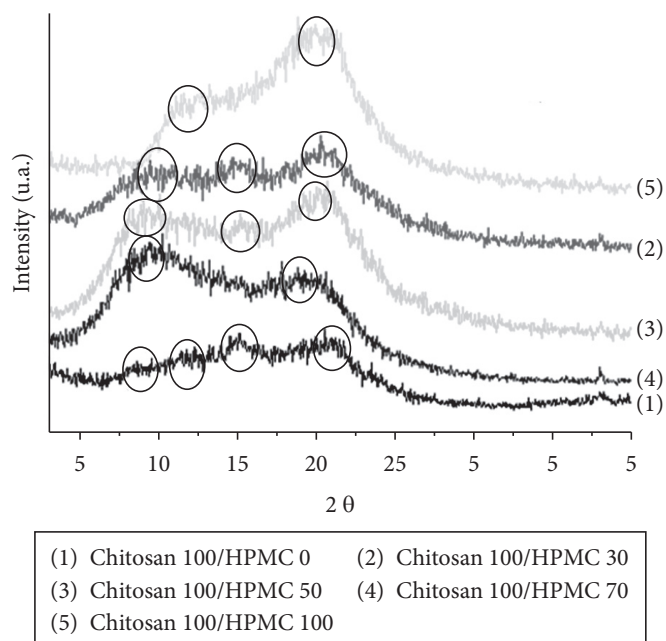 Intensity (u.a.)
(5)
(2)
(3)
(4)
(1)
5 10 15 20 25 5 5 5
2 θ
(1) Chitosan 100/HPMC 0 (2) Chitosan 100/HPMC 30
(3) Chitosan 100/HPMC 50 (4) Chitosan 100/HPMC 70
(5) Chitosan 100/HPMC 100